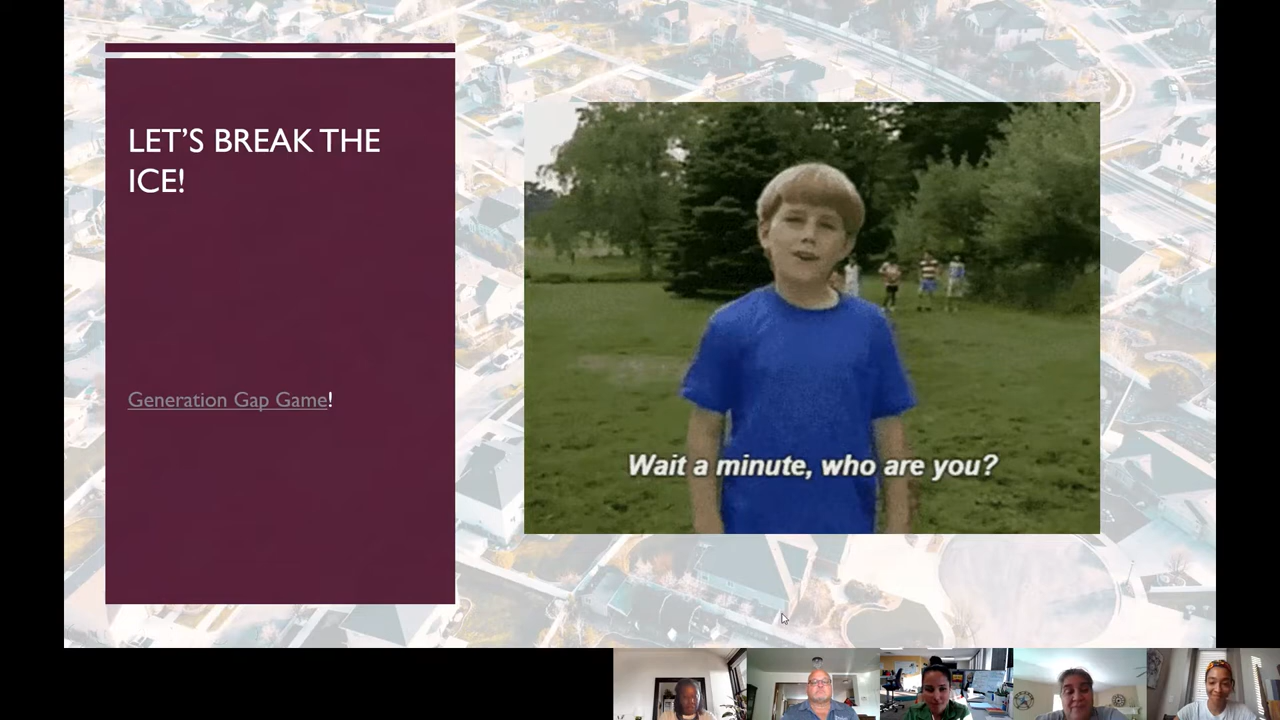 LET’S BREAK THE
ICE!
Generation Gap Game!
Wait a minute, who are you?